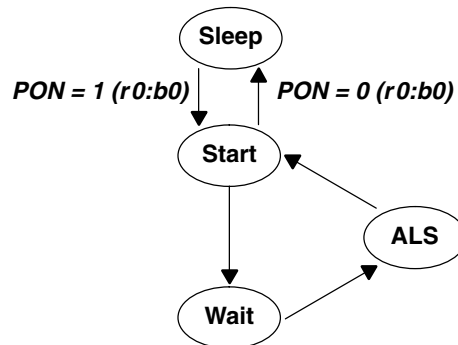 Sleep
PON = 1 (r0:b0)
PON = 0 (r0:b0)
Start
ALS
Wait